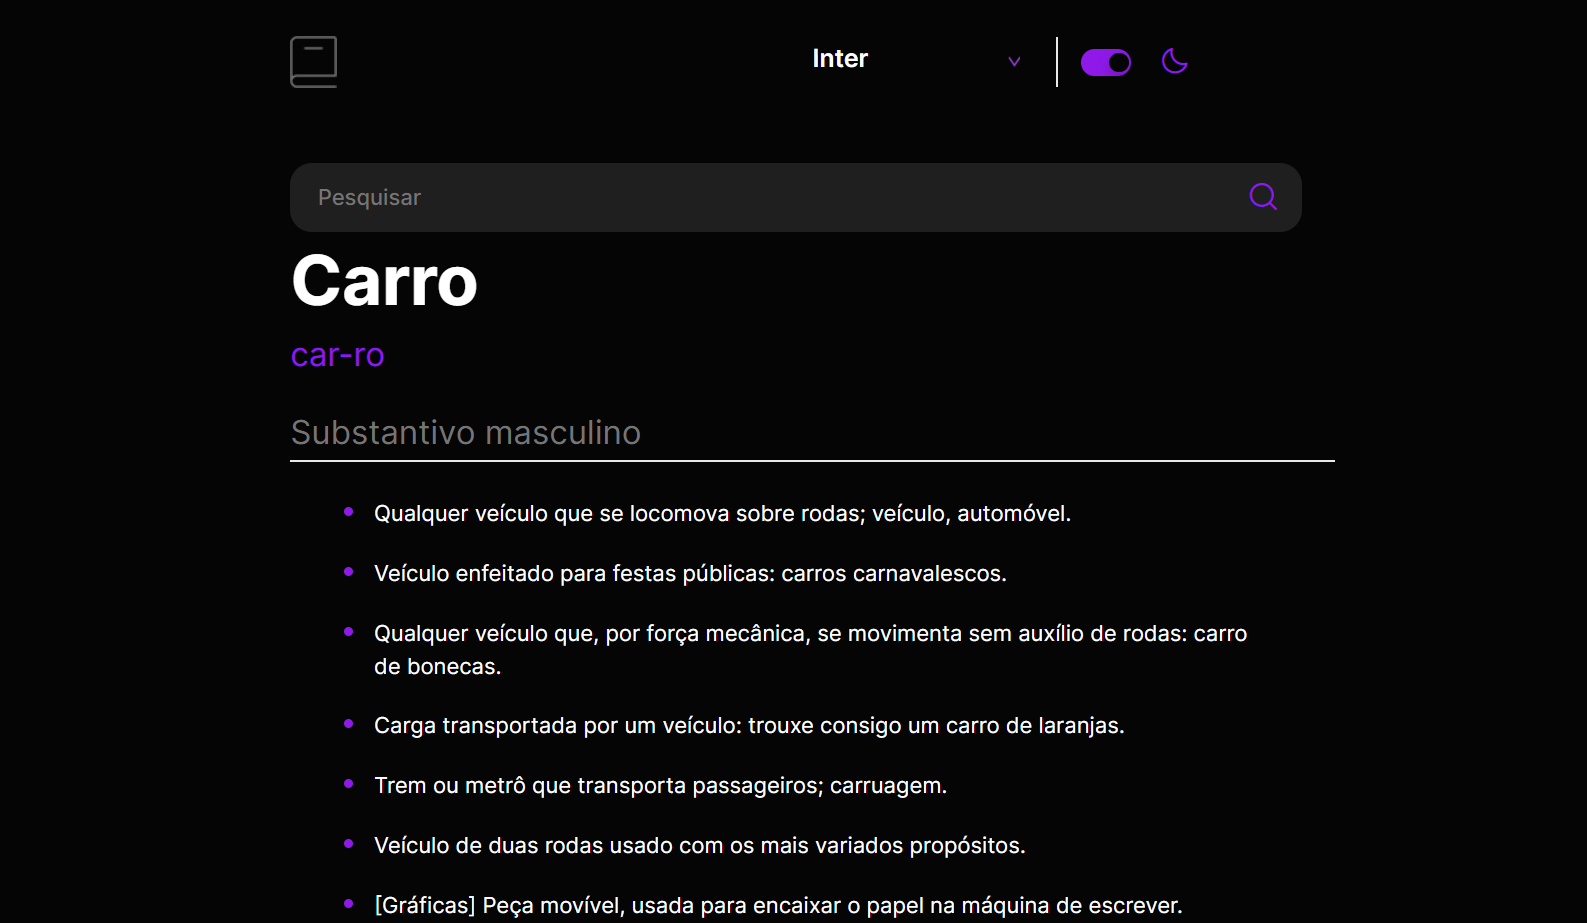 Inter
Pesquisar
Carro
car-ro
Substantivo masculino
Qualquer veículo que se locomova sobre rodas; veículo, automóvel.
Veículo enfeitado para festas públicas: carros carnavalescos.
Qualquer veículo que, por força mecânica, se movimenta sem auxílio de rodas: carro
de bonecas.
Carga transportada por um veículo: trouxe consigo um carro de laranjas.
Trem ou metrô que transporta passageiros; carruagem.
Veículo de duas rodas usado com os mais variados propósitos.
[Gráficas] Peça movível, usada para encaixar o papel na máquina de escrever.